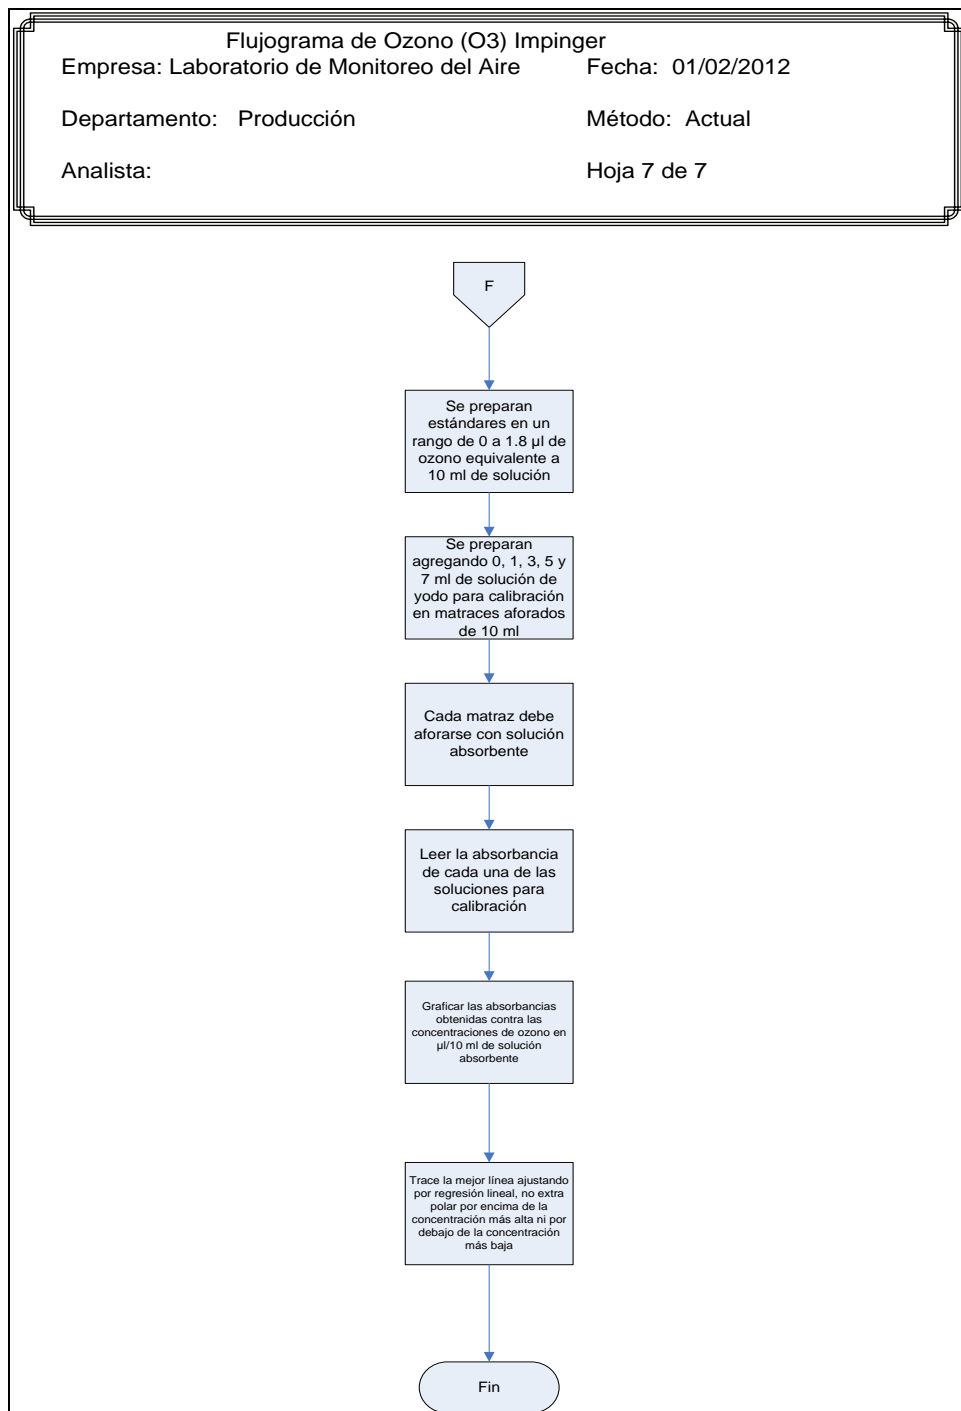 Flujograma de Ozono (O3) Impinger
Empresa: Laboratorio de Monitoreo del Aire Fecha: 01/02/2012
Departamento: Producción Método: Actual
Analista: Hoja 7 de 7
F
Se preparan
estándares en un
rango de 0 a 1.8 µl de
ozono equivalente a
10 ml de solución
Se preparan
agregando 0, 1, 3, 5 y
7 ml de solución de
yodo para calibración
en matraces aforados
de 10 ml
Cada matraz debe
aforarse con solución
absorbente
Leer la absorbancia
de cada una de las
soluciones para
calibración
Graficar las absorbancias
obtenidas contra las
concentraciones de ozono en
µl/10 ml de solución
absorbente
Trace la mejor línea ajustando
por regresión lineal, no extra
polar por encima de la
concentración más alta ni por
debajo de la concentración
más baja
Fin